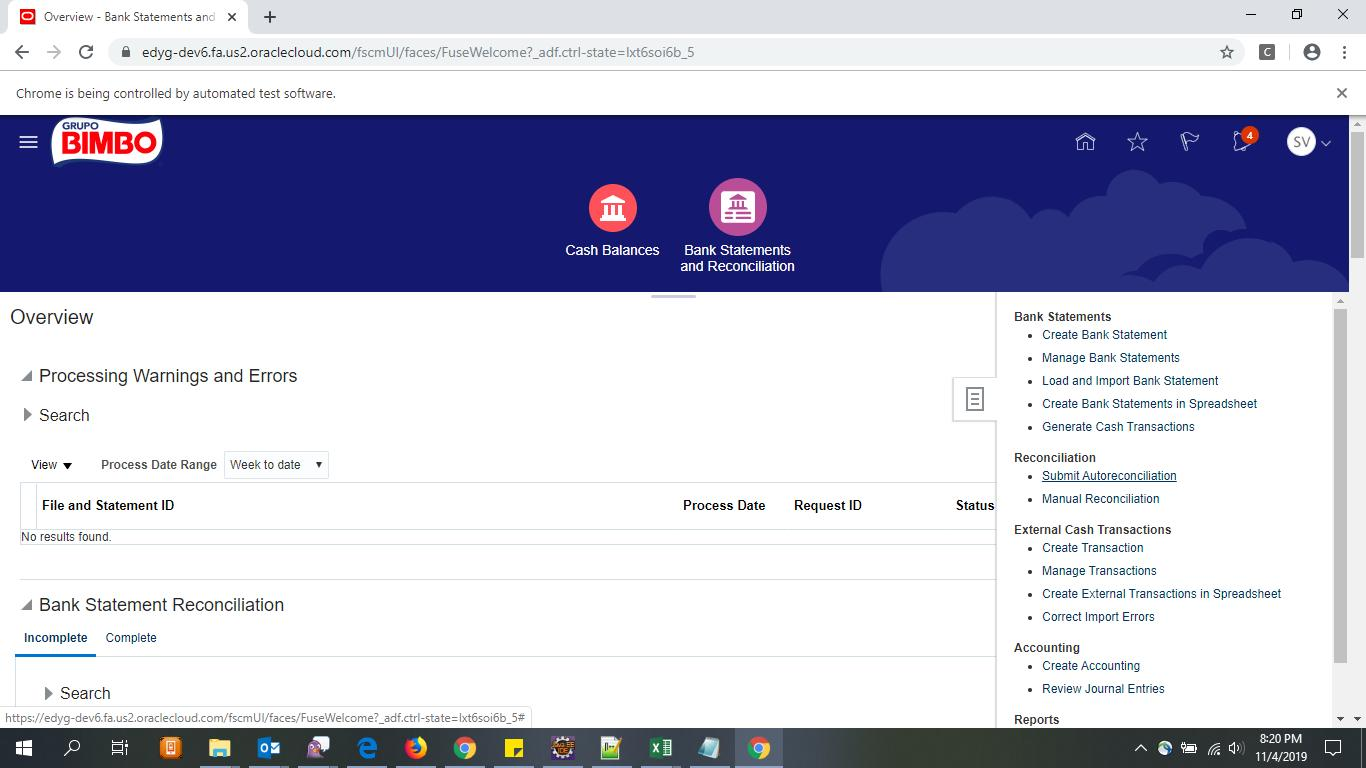 Overview - Bank Statements and
edyg-dev6.fa.us2.oraclecloud.com/fscmUI/faces/FuseWelcome?_adf.ctrl-state=lxt6soi6b_5
C
Chrome is being controlled by automated test software.
GRUPO
BIMBO
4
SV
Cash Balances
Bank Statements
and Reconciliation
Overview
Processing Warnings and Errors
Search
View
Process Date Range
Week to date
File and Statement ID
Process Date
Request ID
Status
No results found.
Bank Statement Reconciliation
Incomplete
Complete
Search
Bank Statements
Create Bank Statement
Manage Bank Statements
Load and Import Bank Statement
Create Bank Statements in Spreadsheet
Generate Cash Transactions
Reconciliation
Submit Autoreconciliation
Manual Reconciliation
External Cash Transactions
Create Transaction
Manage Transactions
Create External Transactions in Spreadsheet
Correct Import Errors
Accounting
Create Accounting
Review Journal Entries
Reports
https://edyg-dev6.fa.us2.oraclecloud.com/fscmUI/faces/FuseWelcome?_adf.ctrl-state=lxt6soi6b_5#
8:20 PM
11/4/2019